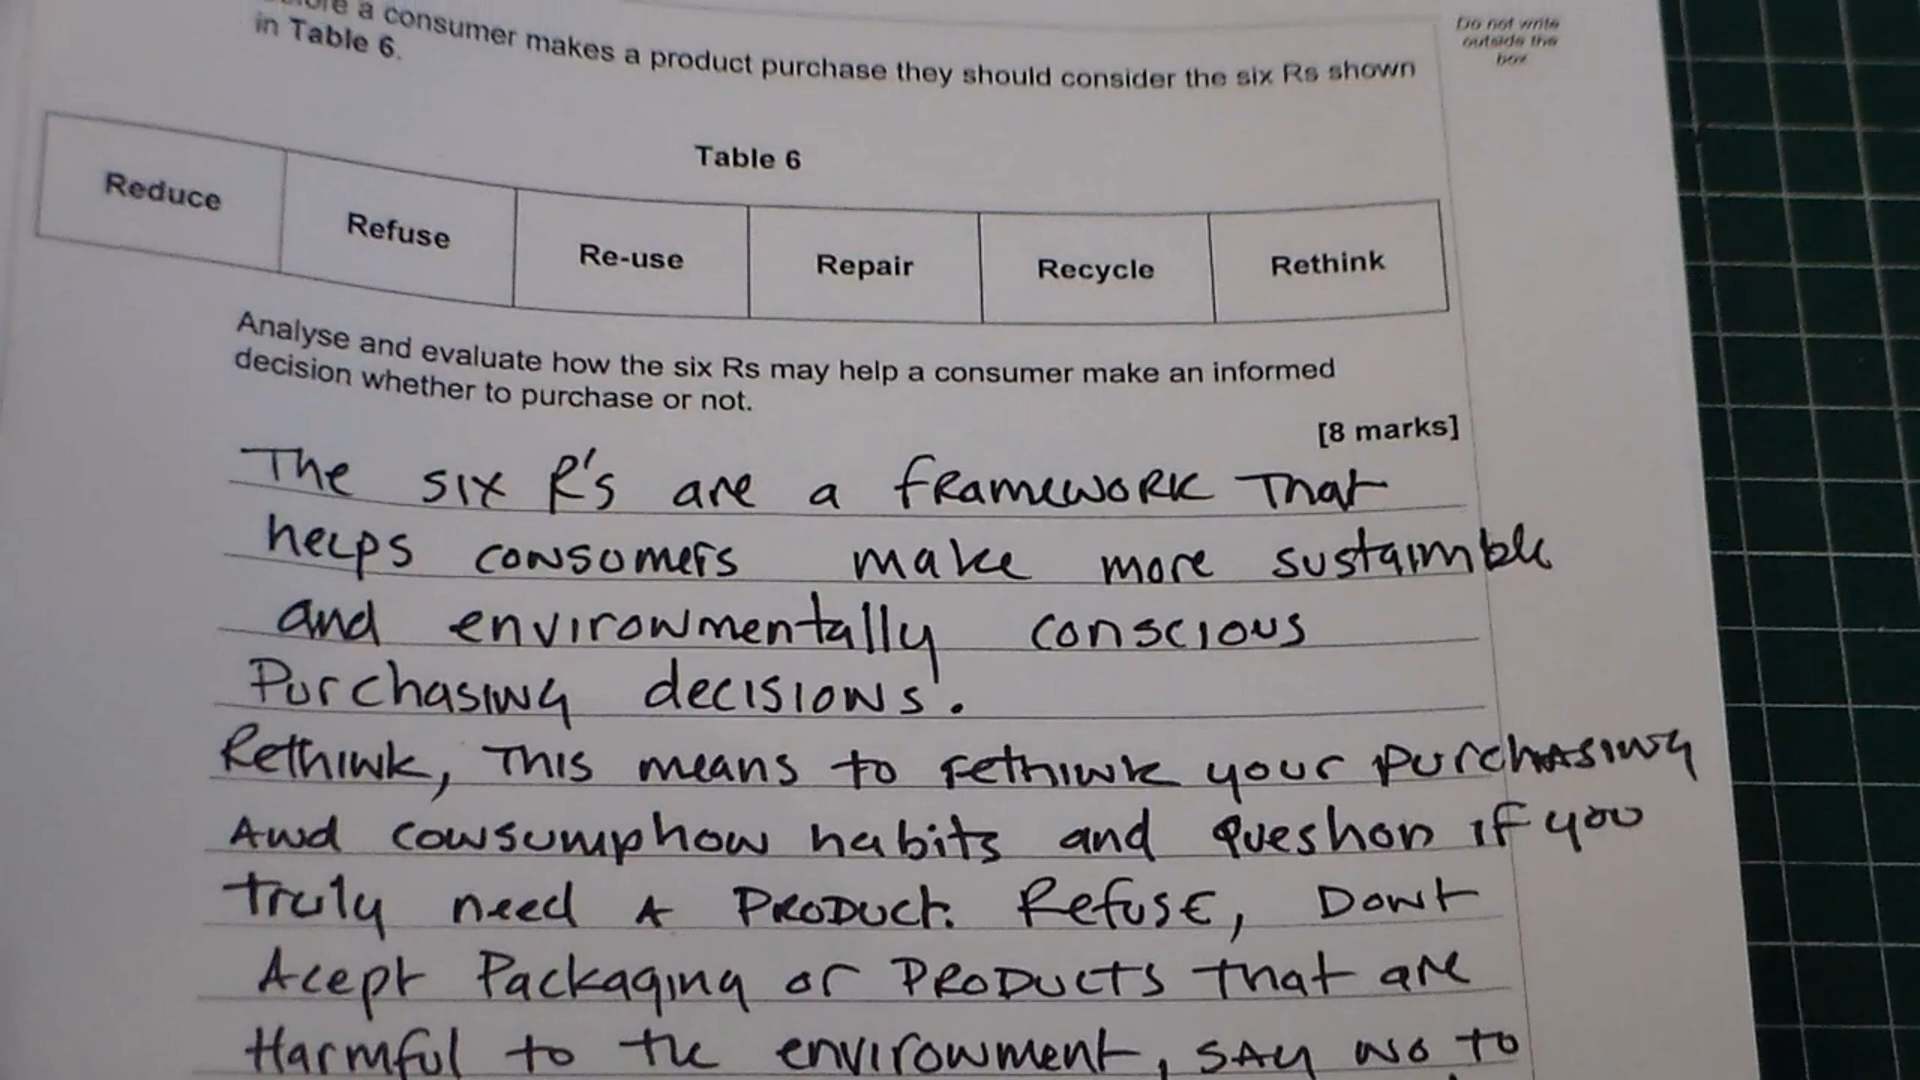 a consumer makes a product purchase they should consider the six Rs shown
in Table 6.
Do not write
outside the
box
Table 6
Reduce
Refuse
Re-use
Repair
Recycle
Rethink
Analyse and evaluate how the six Rs may help a consumer make an informed
decision whether to purchase or not.
[8 marks]
The six R's are a framework that
helps consumers make more sustainable
and environmentally conscious
Purchasing decisions.
Rethink, This means to rethink your purchasing
And consumption habits and question if you
truly need A PRODUCT. Refuse, Dont
Acept Packaging or PRODUCTS that are
Harmful to the environment, say no to